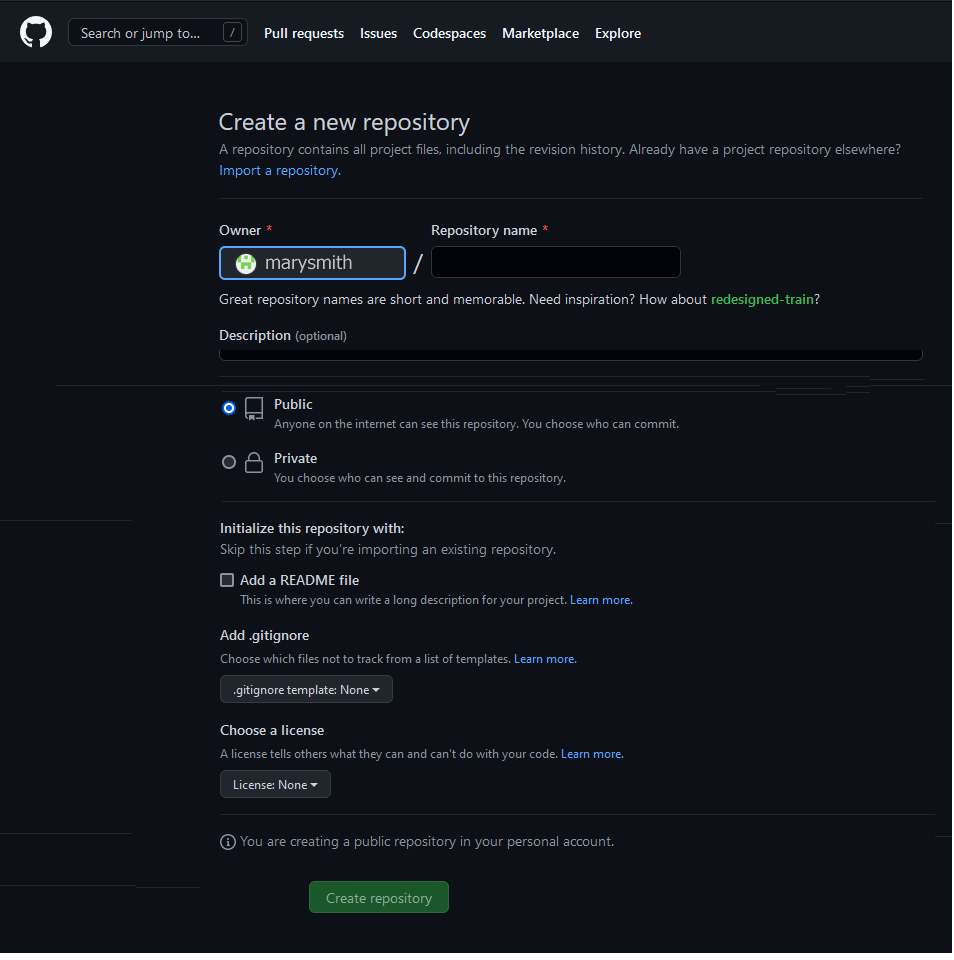 Search or jump to... / Pull requests Issues Codespaces Marketplace Explore
Create a new repository
A repository contains all project files, including the revision history. Already have a project repository elsewhere?
Import a repository.
Owner * Repository name *
marysmith /
Great repository names are short and memorable. Need inspiration? How about redesigned-train?
Description (optional)
Public
Anyone on the internet can see this repository. You choose who can commit.
Private
You choose who can see and commit to this repository.
Initialize this repository with:
Skip this step if you're importing an existing repository.
Add a README file
This is where you can write a long description for your project. Learn more.
Add .gitignore
Choose which files not to track from a list of templates. Learn more.
.gitignore template: None
Choose a license
A license tells others what they can and can't do with your code. Learn more.
License: None
You are creating a public repository in your personal account.
Create repository